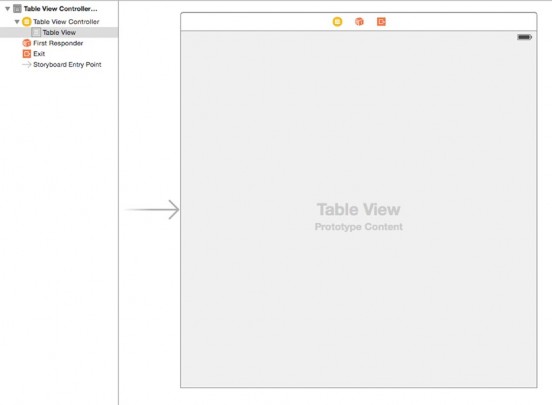 Table View Controller...
Table View Controller
Table View
First Responder
Exit
Storyboard Entry Point
Table View
Prototype Content